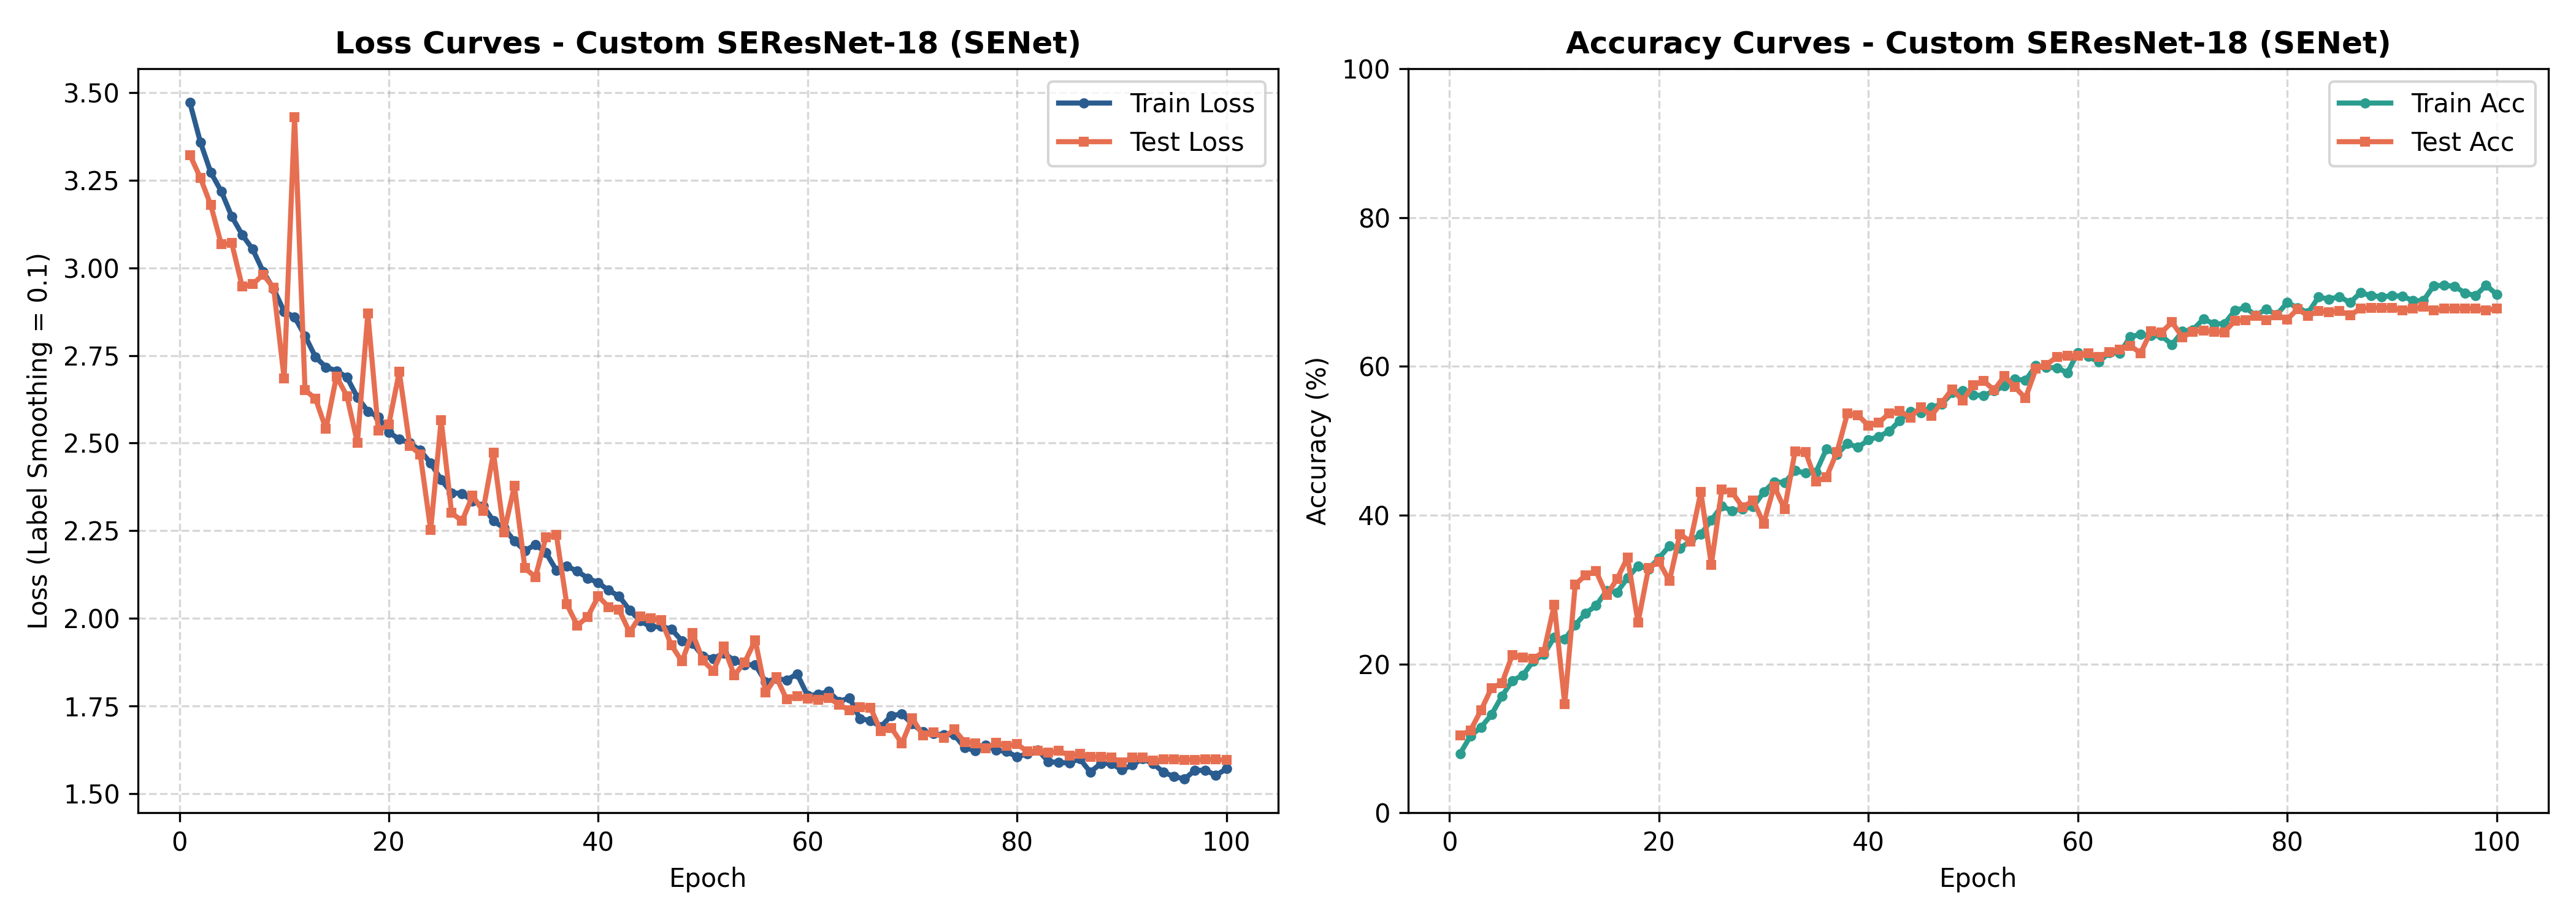 Loss Curves - Custom SEResNet-18 (SENet)
3.50
3.25
3.00
2.75
2.50
2.25
2.00
1.75
1.50
Loss (Label Smoothing = 0.1)
Train Loss
Test Loss
0 20 40 60 80 100
Epoch
Accuracy Curves - Custom SEResNet-18 (SENet)
100
80
60
40
20
0
Accuracy (%)
Train Acc
Test Acc
0 20 40 60 80 100
Epoch